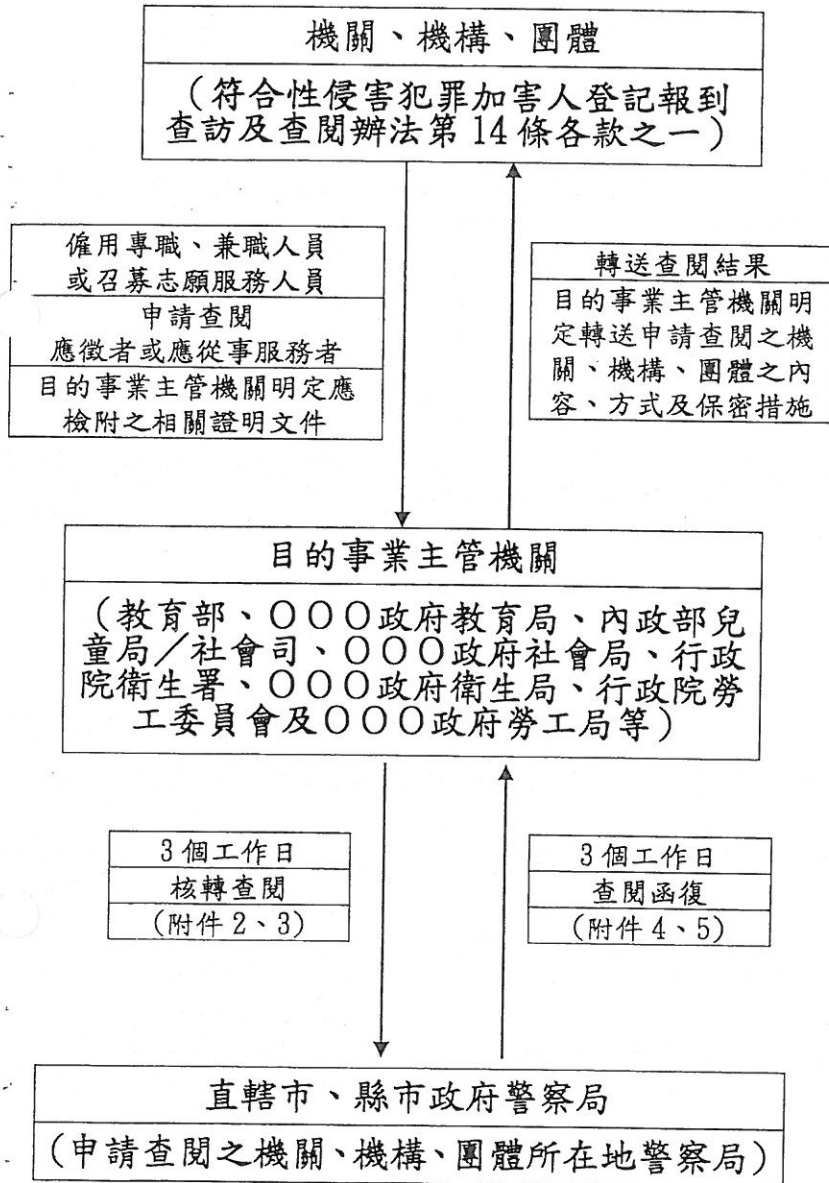 機關、機構、團體
（符合性侵害犯罪加害人登記報到
查訪及查閱辦法第14條各款之一）
僱用專職、兼職人員
或召募志願服務人員
申請查閱
應徵者或應從事服務者
目的事業主管機關明定應
檢附之相關證明文件
轉送查閱結果
目的事業主管機關明
定轉送申請查閱之機
關、機構、團體之內
容、方式及保密措施
目的事業主管機關
（教育部、○○○政府教育局、內政部兒
童局／社會司、○○○政府社會局、行政
院衛生署、○○○政府衛生局、行政院勞
工委員會及○○○政府勞工局等）
3個工作日
核轉查閱
(附件2、3)
3個工作日
查閱函復
(附件4、5)
直轄市、縣市政府警察局
（申請查閱之機關、機構、團體所在地警察局）